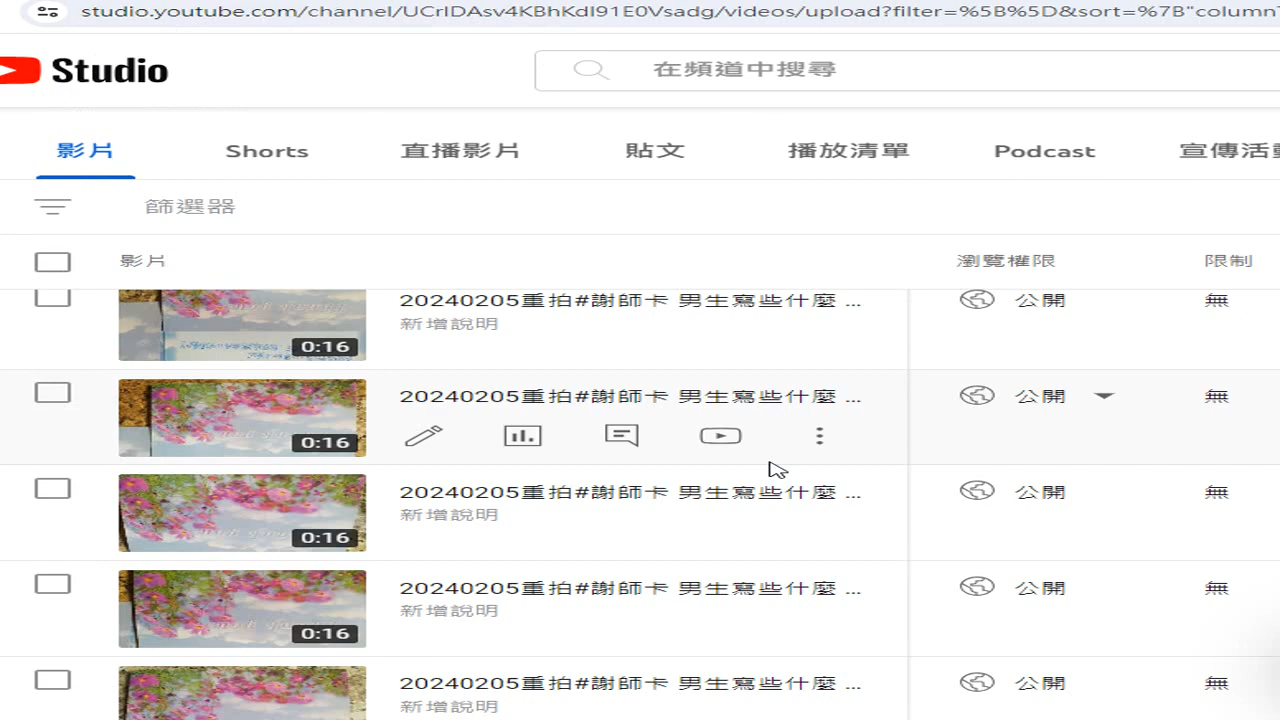 studio.youtube.com/channel/UCrIDAsv4KBhKdI91E0Vsadg/videos/upload?filter=%5B%5D&sort=%7B"column
Studio
在頻道中搜尋
影片 Shorts 直播影片 貼文 播放清單 Podcast 宣傳活動
篩選器
影片 瀏覽權限 限制
20240205重拍#謝師卡 男生寫些什麼 ... 公開 無
新增說明
0:16
20240205重拍#謝師卡 男生寫些什麼 ... 公開 無
0:16
20240205重拍#謝師卡 男生寫些什麼 ... 公開 無
新增說明
0:16
20240205重拍#謝師卡 男生寫些什麼 ... 公開 無
新增說明
0:16
20240205重拍#謝師卡 男生寫些什麼 ... 公開 無
新增說明